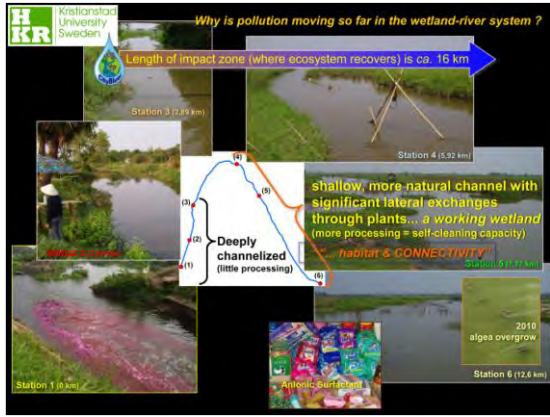 HKR
Kristianstad
University
Sweden
Why is pollution moving so far in the wetland-river system ?
Length of impact zone (where ecosystem recovers) is ca. 16 km
Station 3 (2,89 km)
Station 4 (5,92 km)
(4)
(5)
(3)
(2)
(1)
(6)
Deeply
channelized
(little processing)
shallow, more natural channel with
significant lateral exchanges
through plants... a working wetland
(more processing = self-cleaning capacity)
... habitat & CONNECTIVITY
2010
algea overgrow
Anionic Surfactant
Station 1 (0 km)
Station 6 (12,6 km)